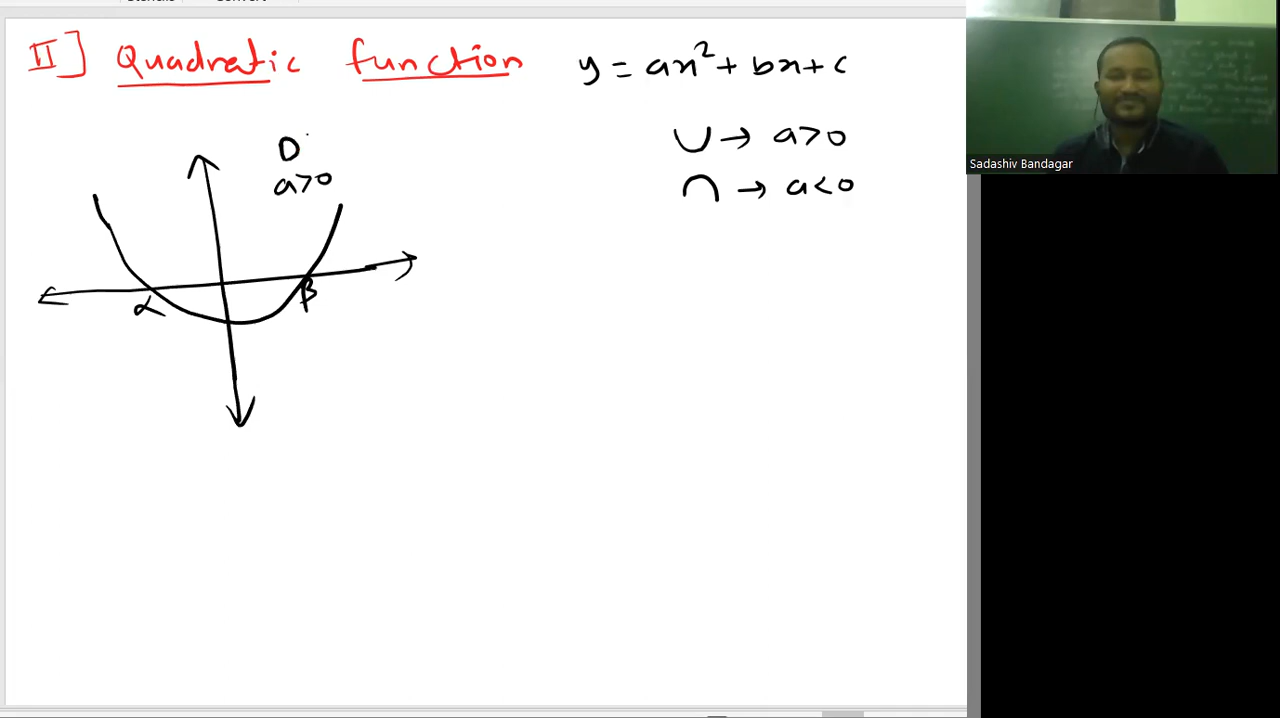 II] Quadratic function y = ax² + bx + c
∪ → a>0
∩ → a<0
D
a>0
α
β
Sadashiv Bandagar